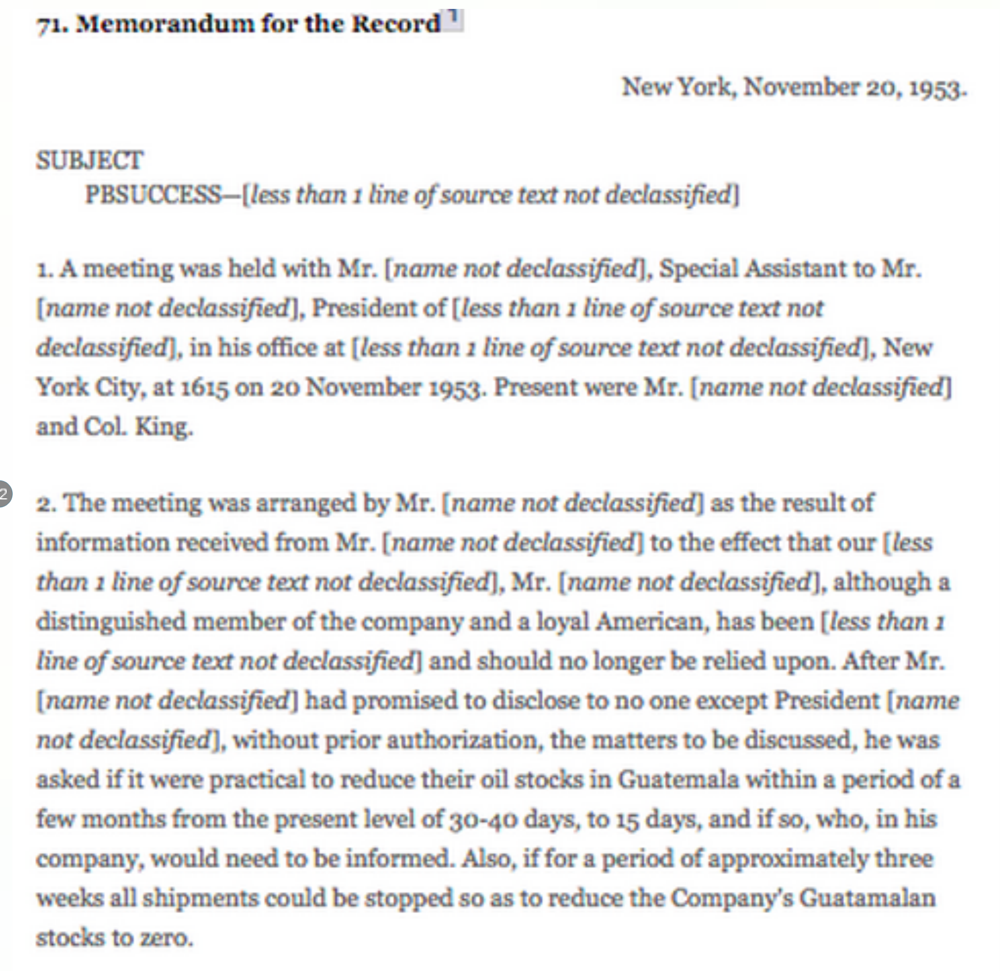 71. Memorandum for the Record 1
New York, November 20, 1953.
SUBJECT
PBSUCCESS—[less than 1 line of source text not declassified]
1. A meeting was held with Mr. [name not declassified], Special Assistant to Mr.
[name not declassified], President of [less than 1 line of source text not
declassified], in his office at [less than 1 line of source text not declassified], New
York City, at 1615 on 20 November 1953. Present were Mr. [name not declassified]
and Col. King.
2
2. The meeting was arranged by Mr. [name not declassified] as the result of
information received from Mr. [name not declassified] to the effect that our [less
than 1 line of source text not declassified], Mr. [name not declassified], although a
distinguished member of the company and a loyal American, has been [less than 1
line of source text not declassified] and should no longer be relied upon. After Mr.
[name not declassified] had promised to disclose to no one except President [name
not declassified], without prior authorization, the matters to be discussed, he was
asked if it were practical to reduce their oil stocks in Guatemala within a period of a
few months from the present level of 30-40 days, to 15 days, and if so, who, in his
company, would need to be informed. Also, if for a period of approximately three
weeks all shipments could be stopped so as to reduce the Company's Guatamalan
stocks to zero.